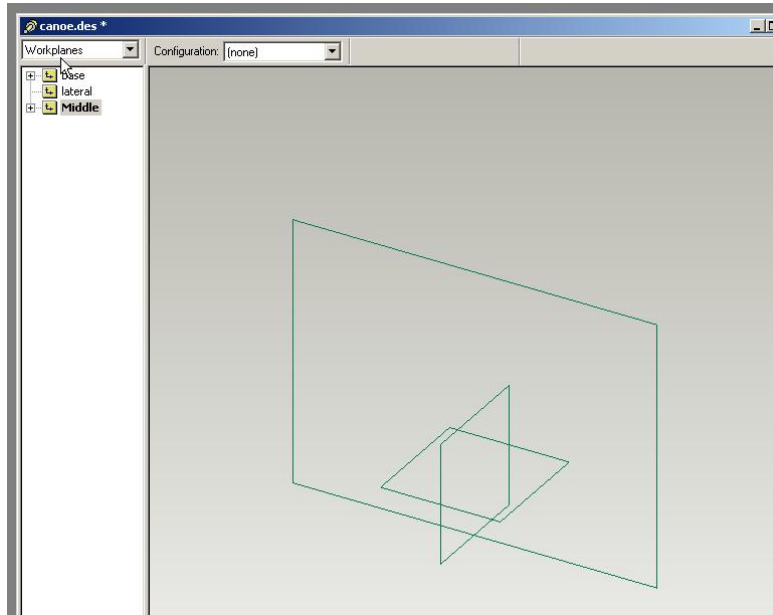 canoe.des *
Workplanes
Configuration: (none)
Base
lateral
Middle